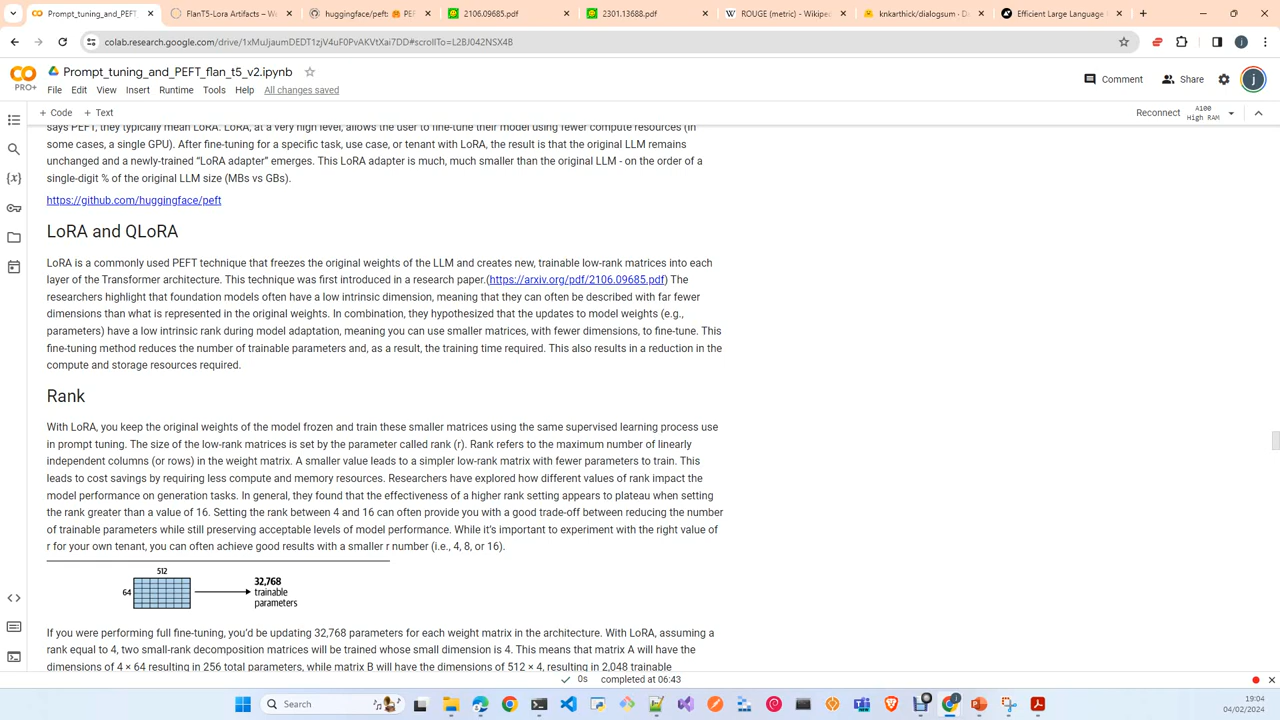 Prompt_tuning_and_PEFT_fl
FlanT5-Lora Artifacts – We
huggingface/peft: 🤗 PEF
2106.09685.pdf
2301.13688.pdf
ROUGE (metric) - Wikiped
knkarthick/dialogsum · Da
Efficient Large Language M
colab.research.google.com/drive/1xMuJjaumDEDT1zjV4uF0PvAKVtXai7DD#scrollTo=L2BJ042NSX4B
PRO+
Prompt_tuning_and_PEFT_flan_t5_v2.ipynb
File Edit View Insert Runtime Tools Help All changes saved
Comment Share
+ Code + Text
Reconnect A100 High RAM
says PEFT, they typically mean LoRA. LoRA, at a very high level, allows the user to fine-tune their model using fewer compute resources (in
some cases, a single GPU). After fine-tuning for a specific task, use case, or tenant with LoRA, the result is that the original LLM remains
unchanged and a newly-trained “LoRA adapter” emerges. This LoRA adapter is much, much smaller than the original LLM - on the order of a
single-digit % of the original LLM size (MBs vs GBs).
https://github.com/huggingface/peft
LoRA and QLoRA
LoRA is a commonly used PEFT technique that freezes the original weights of the LLM and creates new, trainable low-rank matrices into each
layer of the Transformer architecture. This technique was first introduced in a research paper.(https://arxiv.org/pdf/2106.09685.pdf) The
researchers highlight that foundation models often have a low intrinsic dimension, meaning that they can often be described with far fewer
dimensions than what is represented in the original weights. In combination, they hypothesized that the updates to model weights (e.g.,
parameters) have a low intrinsic rank during model adaptation, meaning you can use smaller matrices, with fewer dimensions, to fine-tune. This
fine-tuning method reduces the number of trainable parameters and, as a result, the training time required. This also results in a reduction in the
compute and storage resources required.
Rank
With LoRA, you keep the original weights of the model frozen and train these smaller matrices using the same supervised learning process use
in prompt tuning. The size of the low-rank matrices is set by the parameter called rank (r). Rank refers to the maximum number of linearly
independent columns (or rows) in the weight matrix. A smaller value leads to a simpler low-rank matrix with fewer parameters to train. This
leads to cost savings by requiring less compute and memory resources. Researchers have explored how different values of rank impact the
model performance on generation tasks. In general, they found that the effectiveness of a higher rank setting appears to plateau when setting
the rank greater than a value of 16. Setting the rank between 4 and 16 can often provide you with a good trade-off between reducing the number
of trainable parameters while still preserving acceptable levels of model performance. While it’s important to experiment with the right value of
r for your own tenant, you can often achieve good results with a smaller r number (i.e., 4, 8, or 16).
512
64
32,768
trainable
parameters
If you were performing full fine-tuning, you’d be updating 32,768 parameters for each weight matrix in the architecture. With LoRA, assuming a
rank equal to 4, two small-rank decomposition matrices will be trained whose small dimension is 4. This means that matrix A will have the
dimensions of 4 × 64 resulting in 256 total parameters, while matrix B will have the dimensions of 512 × 4, resulting in 2,048 trainable
0s completed at 06:43
Search
19:04
04/02/2024